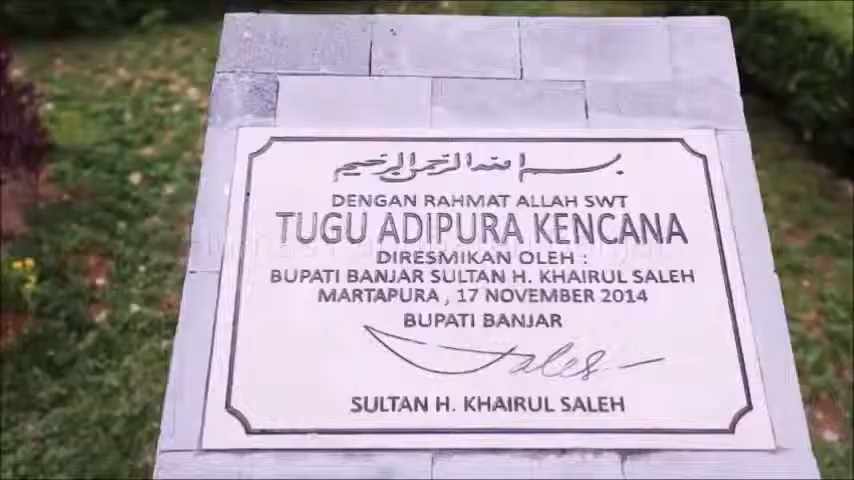 بسم الله الرحمن الرحيم
DENGAN RAHMAT ALLAH SWT
TUGU ADIPURA KENCANA
DIRESMIKAN OLEH :
BUPATI BANJAR SULTAN H. KHAIRUL SALEH
MARTAPURA , 17 NOVEMBER 2014
BUPATI BANJAR
Saleh
SULTAN H. KHAIRUL SALEH